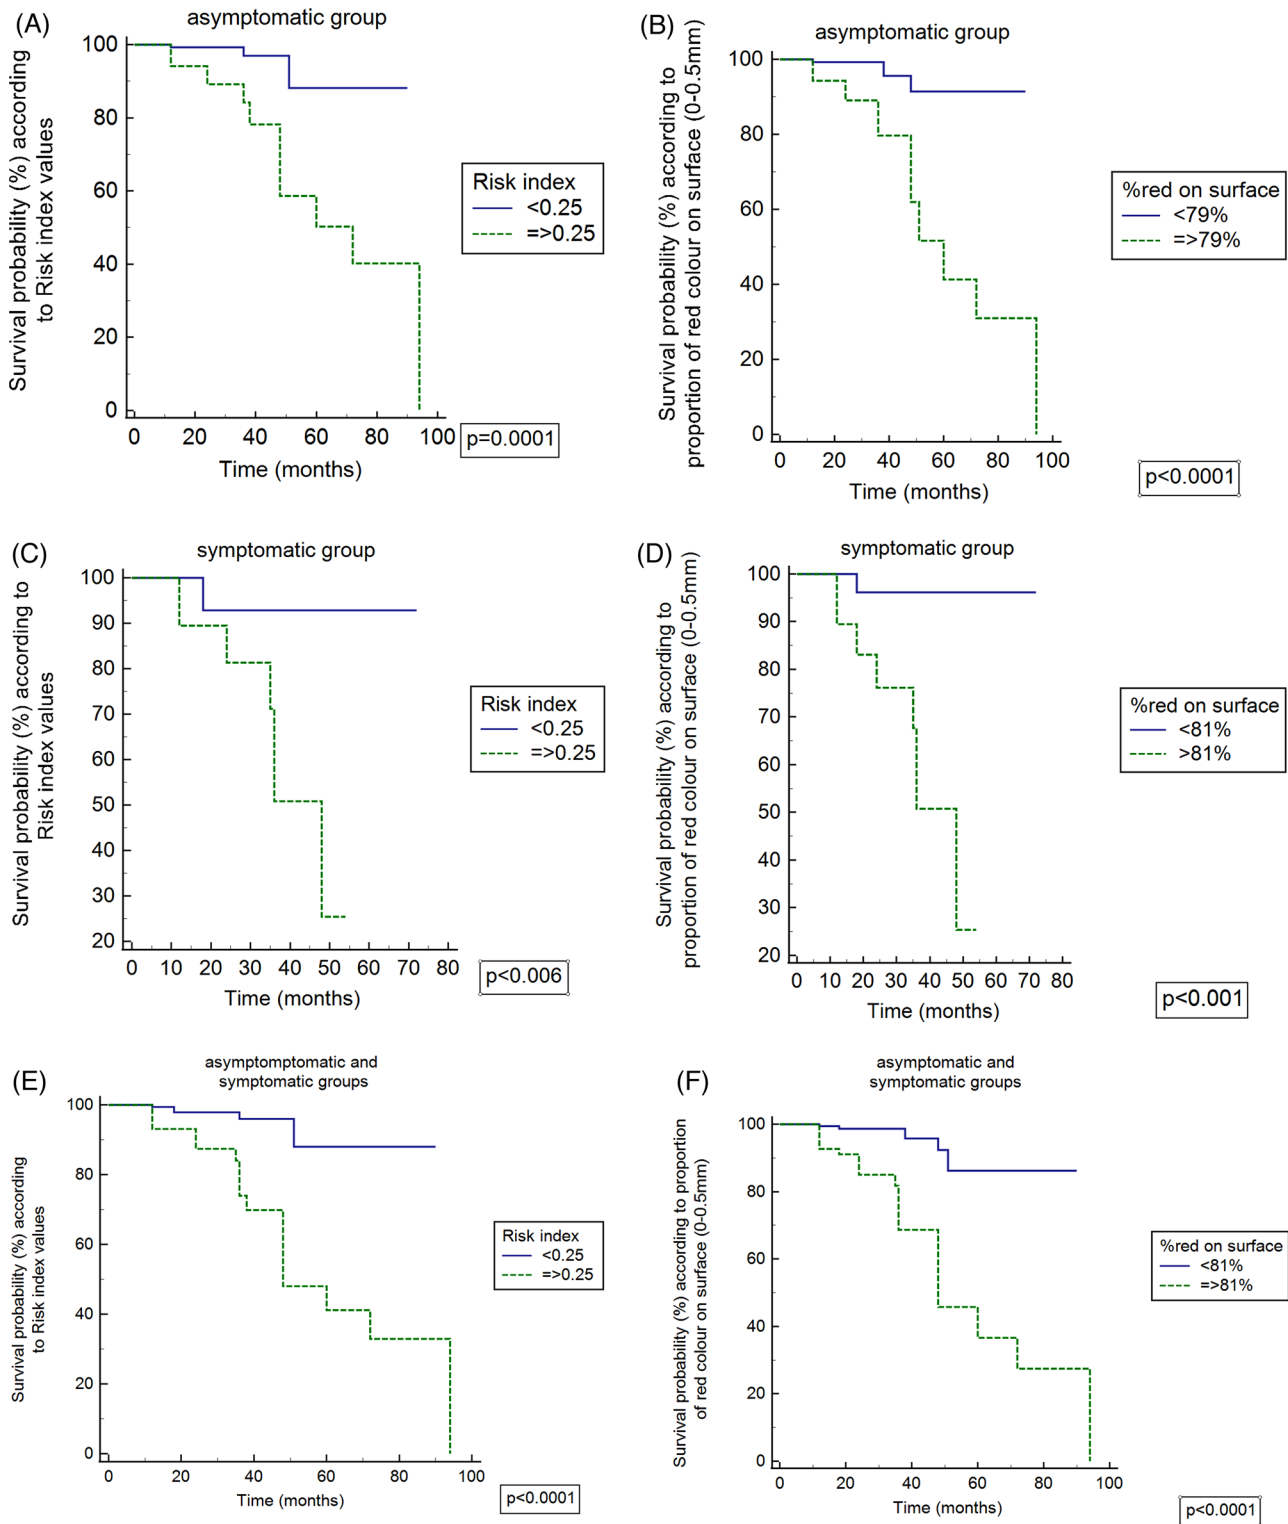 (A)
asymptomatic group
Survival probability (%) according
to Risk index values
100
80
60
40
20
0
0 20 40 60 80 100
Time (months)
Risk index
<0.25
=>0.25
p=0.0001
(B)
asymptomatic group
Survival probability (%) according to
proportion of red colour on surface (0-0.5mm)
100
80
60
40
20
0
0 20 40 60 80 100
Time (months)
%red on surface
<79%
=>79%
p<0.0001
(C)
symptomatic group
Survival probability (%) according to
Risk index values
100
90
80
70
60
50
40
30
20
0 10 20 30 40 50 60 70 80
Time (months)
Risk index
<0.25
=>0.25
p<0.006
(D)
symptomatic group
Survival probability (%) according to
proportion of red colour on surface (0-0.5mm)
100
90
80
70
60
50
40
30
20
0 10 20 30 40 50 60 70 80
Time (months)
%red on surface
<81%
>81%
p<0.001
(E)
asymptomptomatic and
symptomatic groups
Survival probability (%) according
to Risk index values
100
80
60
40
20
0
0 20 40 60 80 100
Time (months)
Risk index
<0.25
=>0.25
p<0.0001
(F)
asymptomatic and
symptomatic groups
Survival probability (%) according to proportion
of red colour on surface (0-0.5mm)
100
80
60
40
20
0
0 20 40 60 80 100
Time (months)
%red on surface
<81%
=>81%
p<0.0001